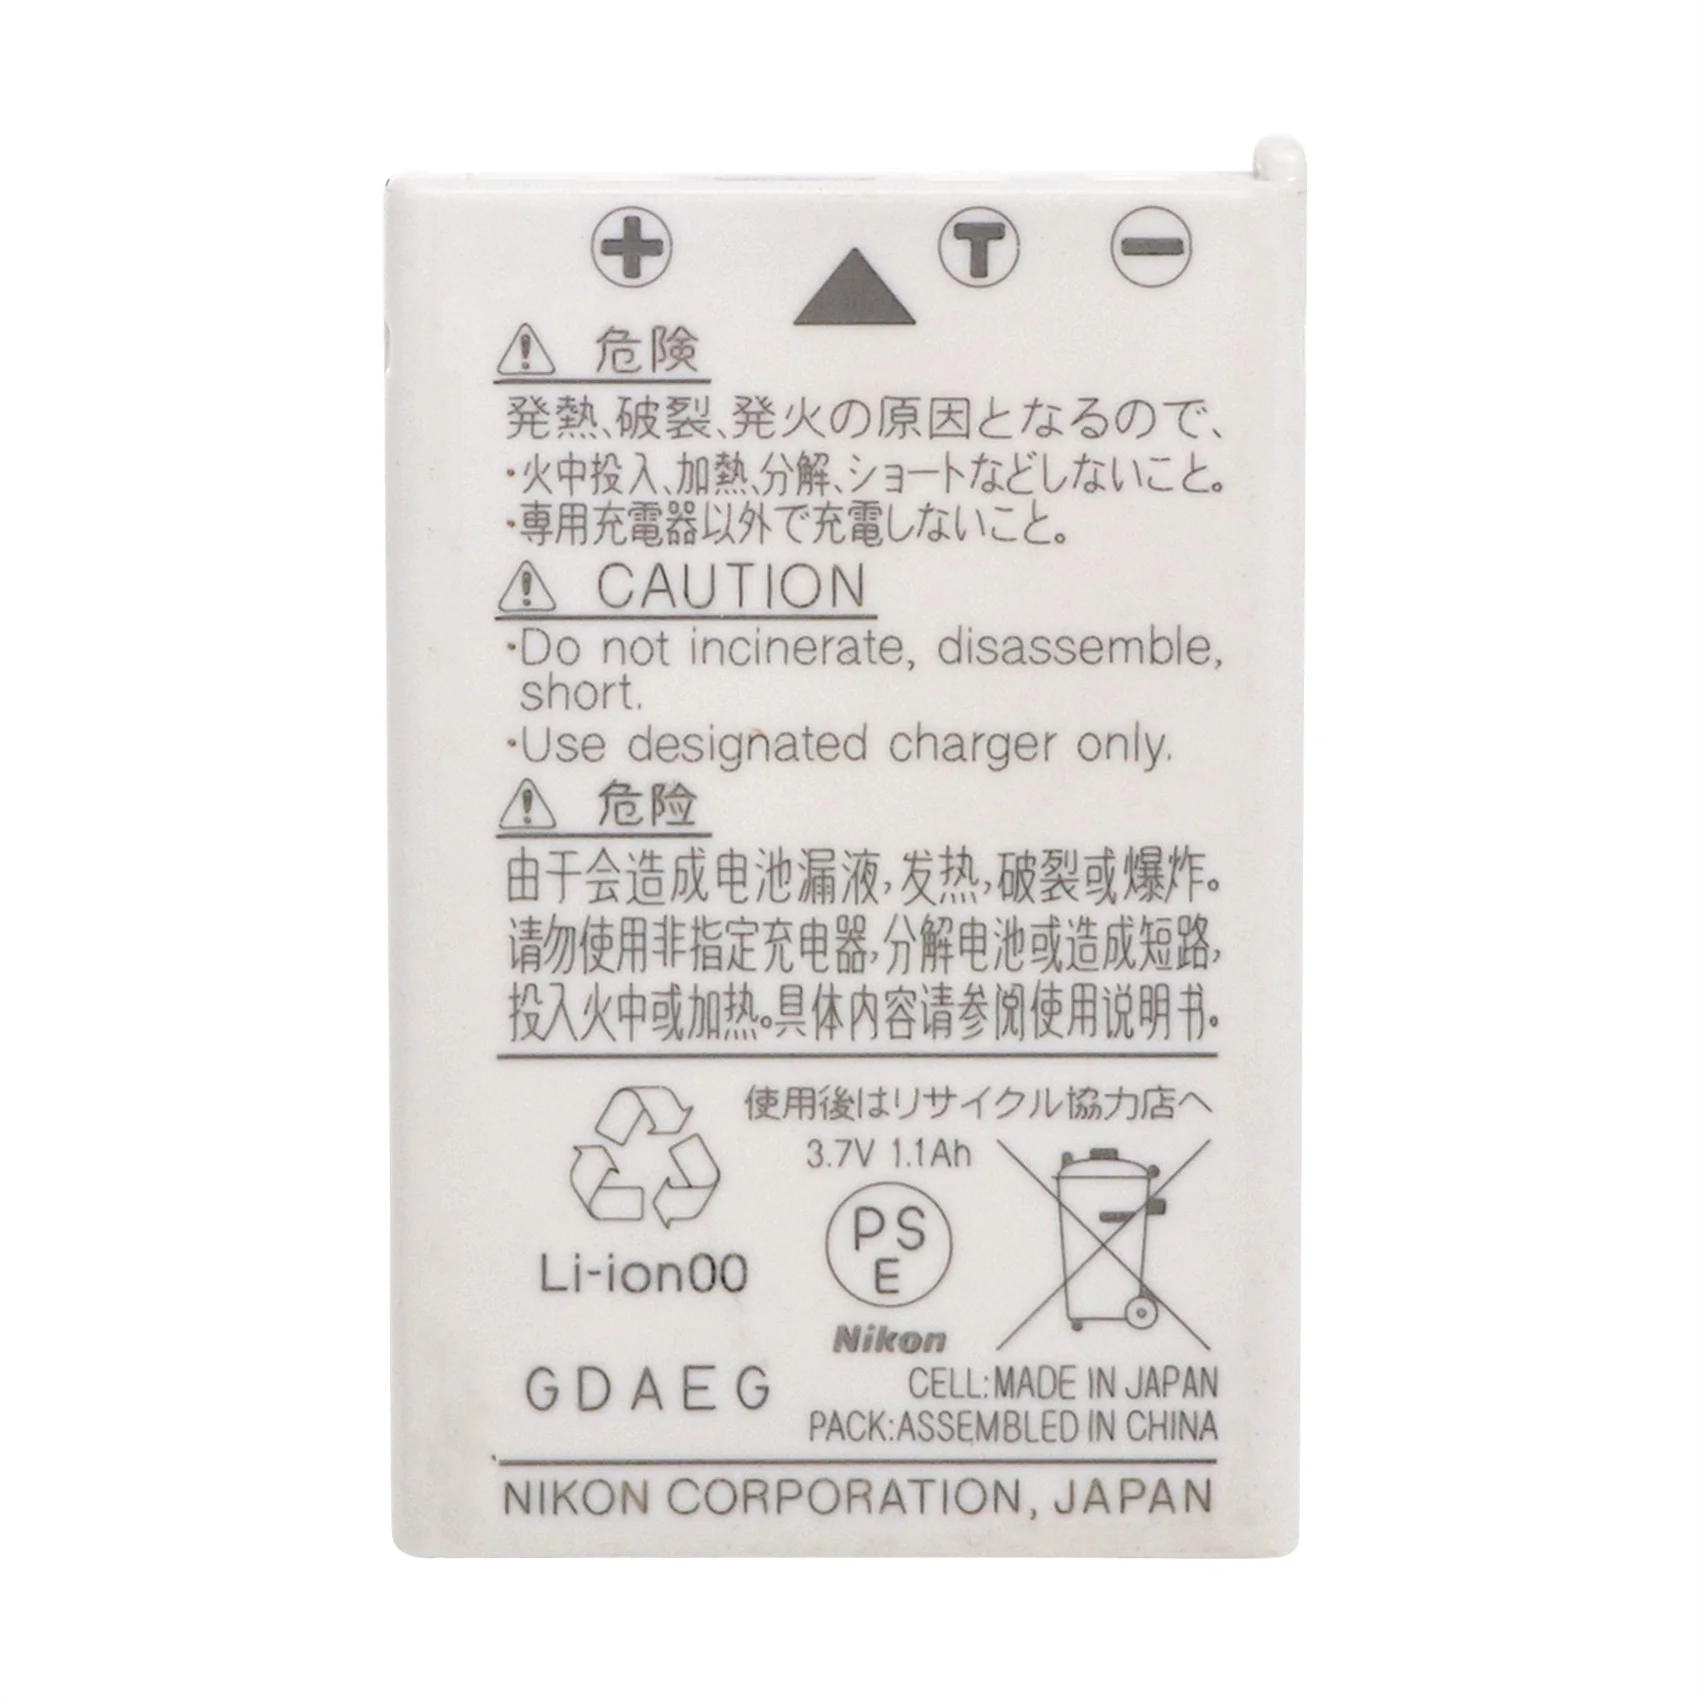 + T −
危険
発熱、破裂、発火の原因となるので、
・火中投入、加熱、分解、ショートなどしないこと。
・専用充電器以外で充電しないこと。
CAUTION
・Do not incinerate, disassemble,
short.
・Use designated charger only.
危险
由于会造成电池漏液,发热,破裂或爆炸。
请勿使用非指定充电器,分解电池或造成短路,
投入火中或加热。具体内容请参阅使用说明书。
使用後はリサイクル協力店へ
3.7V 1.1Ah
PS
E
Li-ion00
Nikon
GDAEG
CELL:MADE IN JAPAN
PACK:ASSEMBLED IN CHINA
NIKON CORPORATION, JAPAN